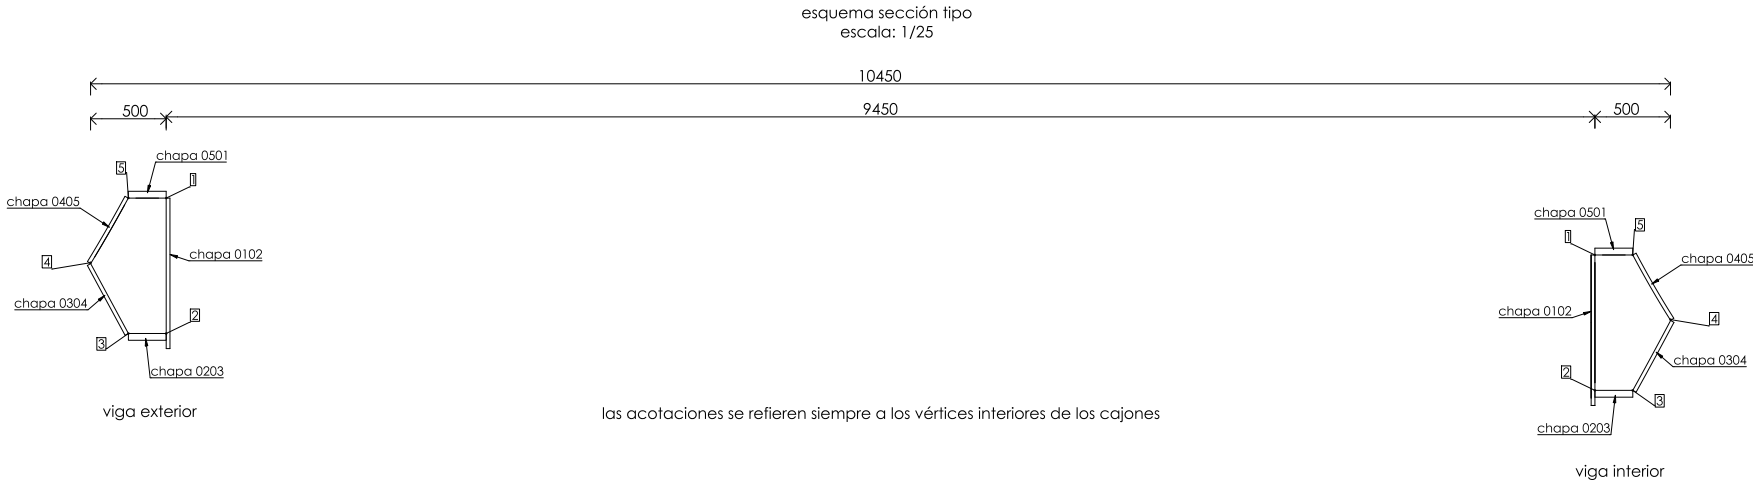 esquema sección tipo
escala: 1/25
10450
500
9450
500
chapa 0501
5
1
chapa 0405
4
chapa 0102
chapa 0304
2
3
chapa 0203
viga exterior
chapa 0501
5
1
chapa 0405
4
chapa 0102
chapa 0304
2
3
chapa 0203
viga interior
las acotaciones se refieren siempre a los vértices interiores de los cajones